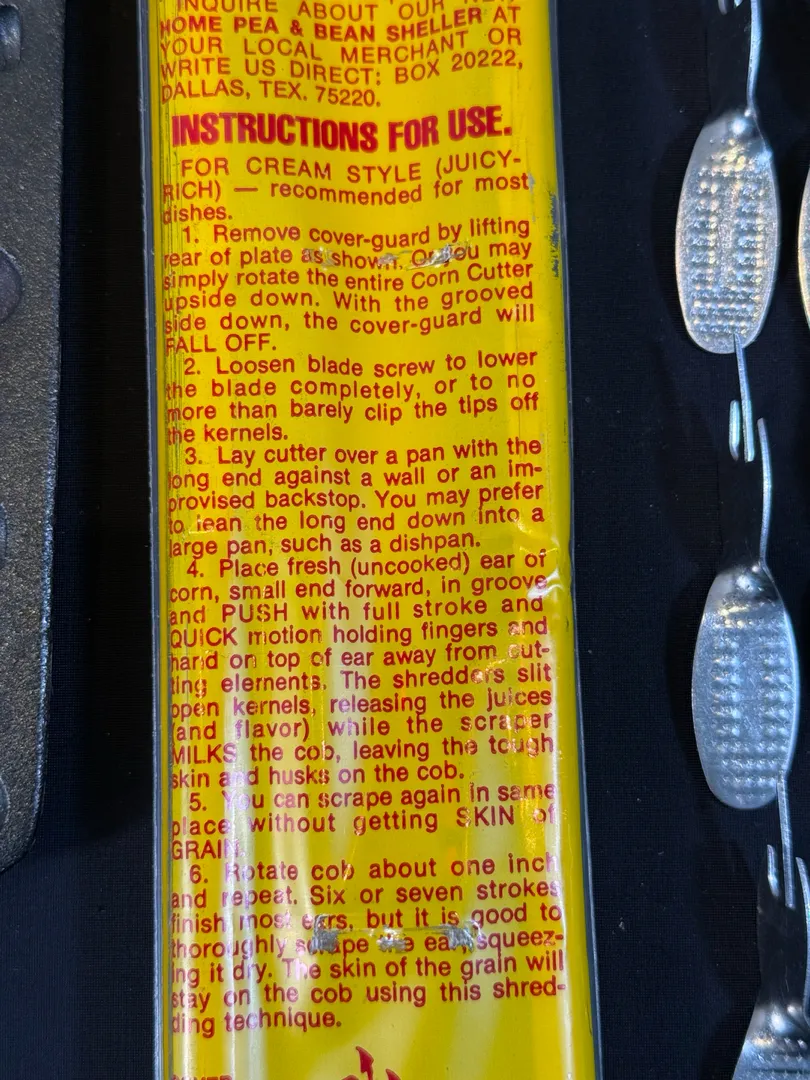 INQUIRE ABOUT OUR NEW
HOME PEA & BEAN SHELLER AT
YOUR LOCAL MERCHANT OR
WRITE US DIRECT: BOX 20222,
DALLAS, TEX. 75220.
INSTRUCTIONS FOR USE.
FOR CREAM STYLE (JUICY-
RICH) — recommended for most
dishes.
1. Remove cover-guard by lifting
rear of plate as shown. Or you may
simply rotate the entire Corn Cutter
upside down. With the grooved
side down, the cover-guard will
FALL OFF.
2. Loosen blade screw to lower
the blade completely, or to no
more than barely clip the tips off
the kernels.
3. Lay cutter over a pan with the
long end against a wall or an im-
provised backstop. You may prefer
to lean the long end down into a
large pan, such as a dishpan.
4. Place fresh (uncooked) ear of
corn, small end forward, in groove
and PUSH with full stroke and
QUICK motion holding fingers and
hand on top of ear away from cut-
ting elements. The shredders slit
open kernels, releasing the juices
(and flavor) while the scraper
MILKS the cob, leaving the tough
skin and husks on the cob.
5. You can scrape again in same
place without getting SKIN of
GRAIN.
6. Rotate cob about one inch
and repeat. Six or seven strokes
finish most ears, but it is good to
thoroughly scrape the ear, squeez-
ing it dry. The skin of the grain will
stay on the cob using this shred-
ding technique.